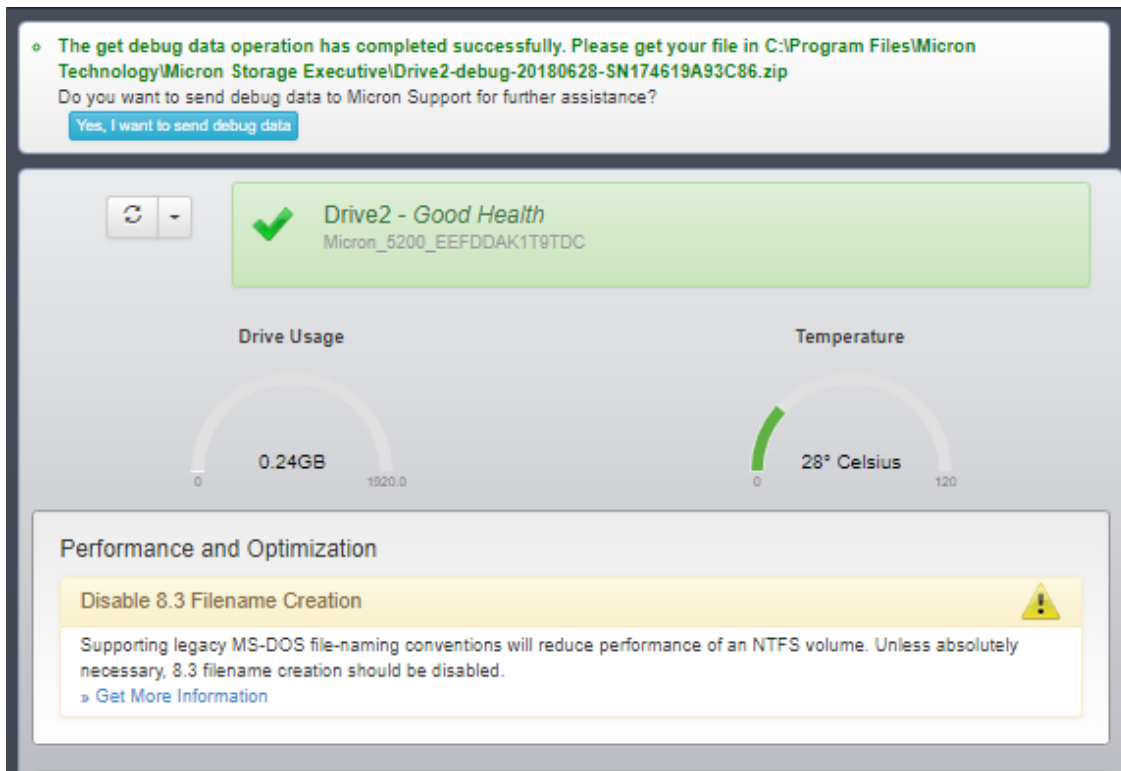 The get debug data operation has completed successfully. Please get your file in C:\Program Files\Micron
Technology\Micron Storage Executive\Drive2-debug-20180628-SN174619A93C86.zip
Do you want to send debug data to Micron Support for further assistance?
Yes, I want to send debug data
Drive2 - Good Health
Micron_5200_EEFDDAK1T9TDC
Drive Usage
Temperature
0.24GB
28° Celsius
0
1920.0
0
120
Performance and Optimization
Disable 8.3 Filename Creation
Supporting legacy MS-DOS file-naming conventions will reduce performance of an NTFS volume. Unless absolutely
necessary, 8.3 filename creation should be disabled.
» Get More Information